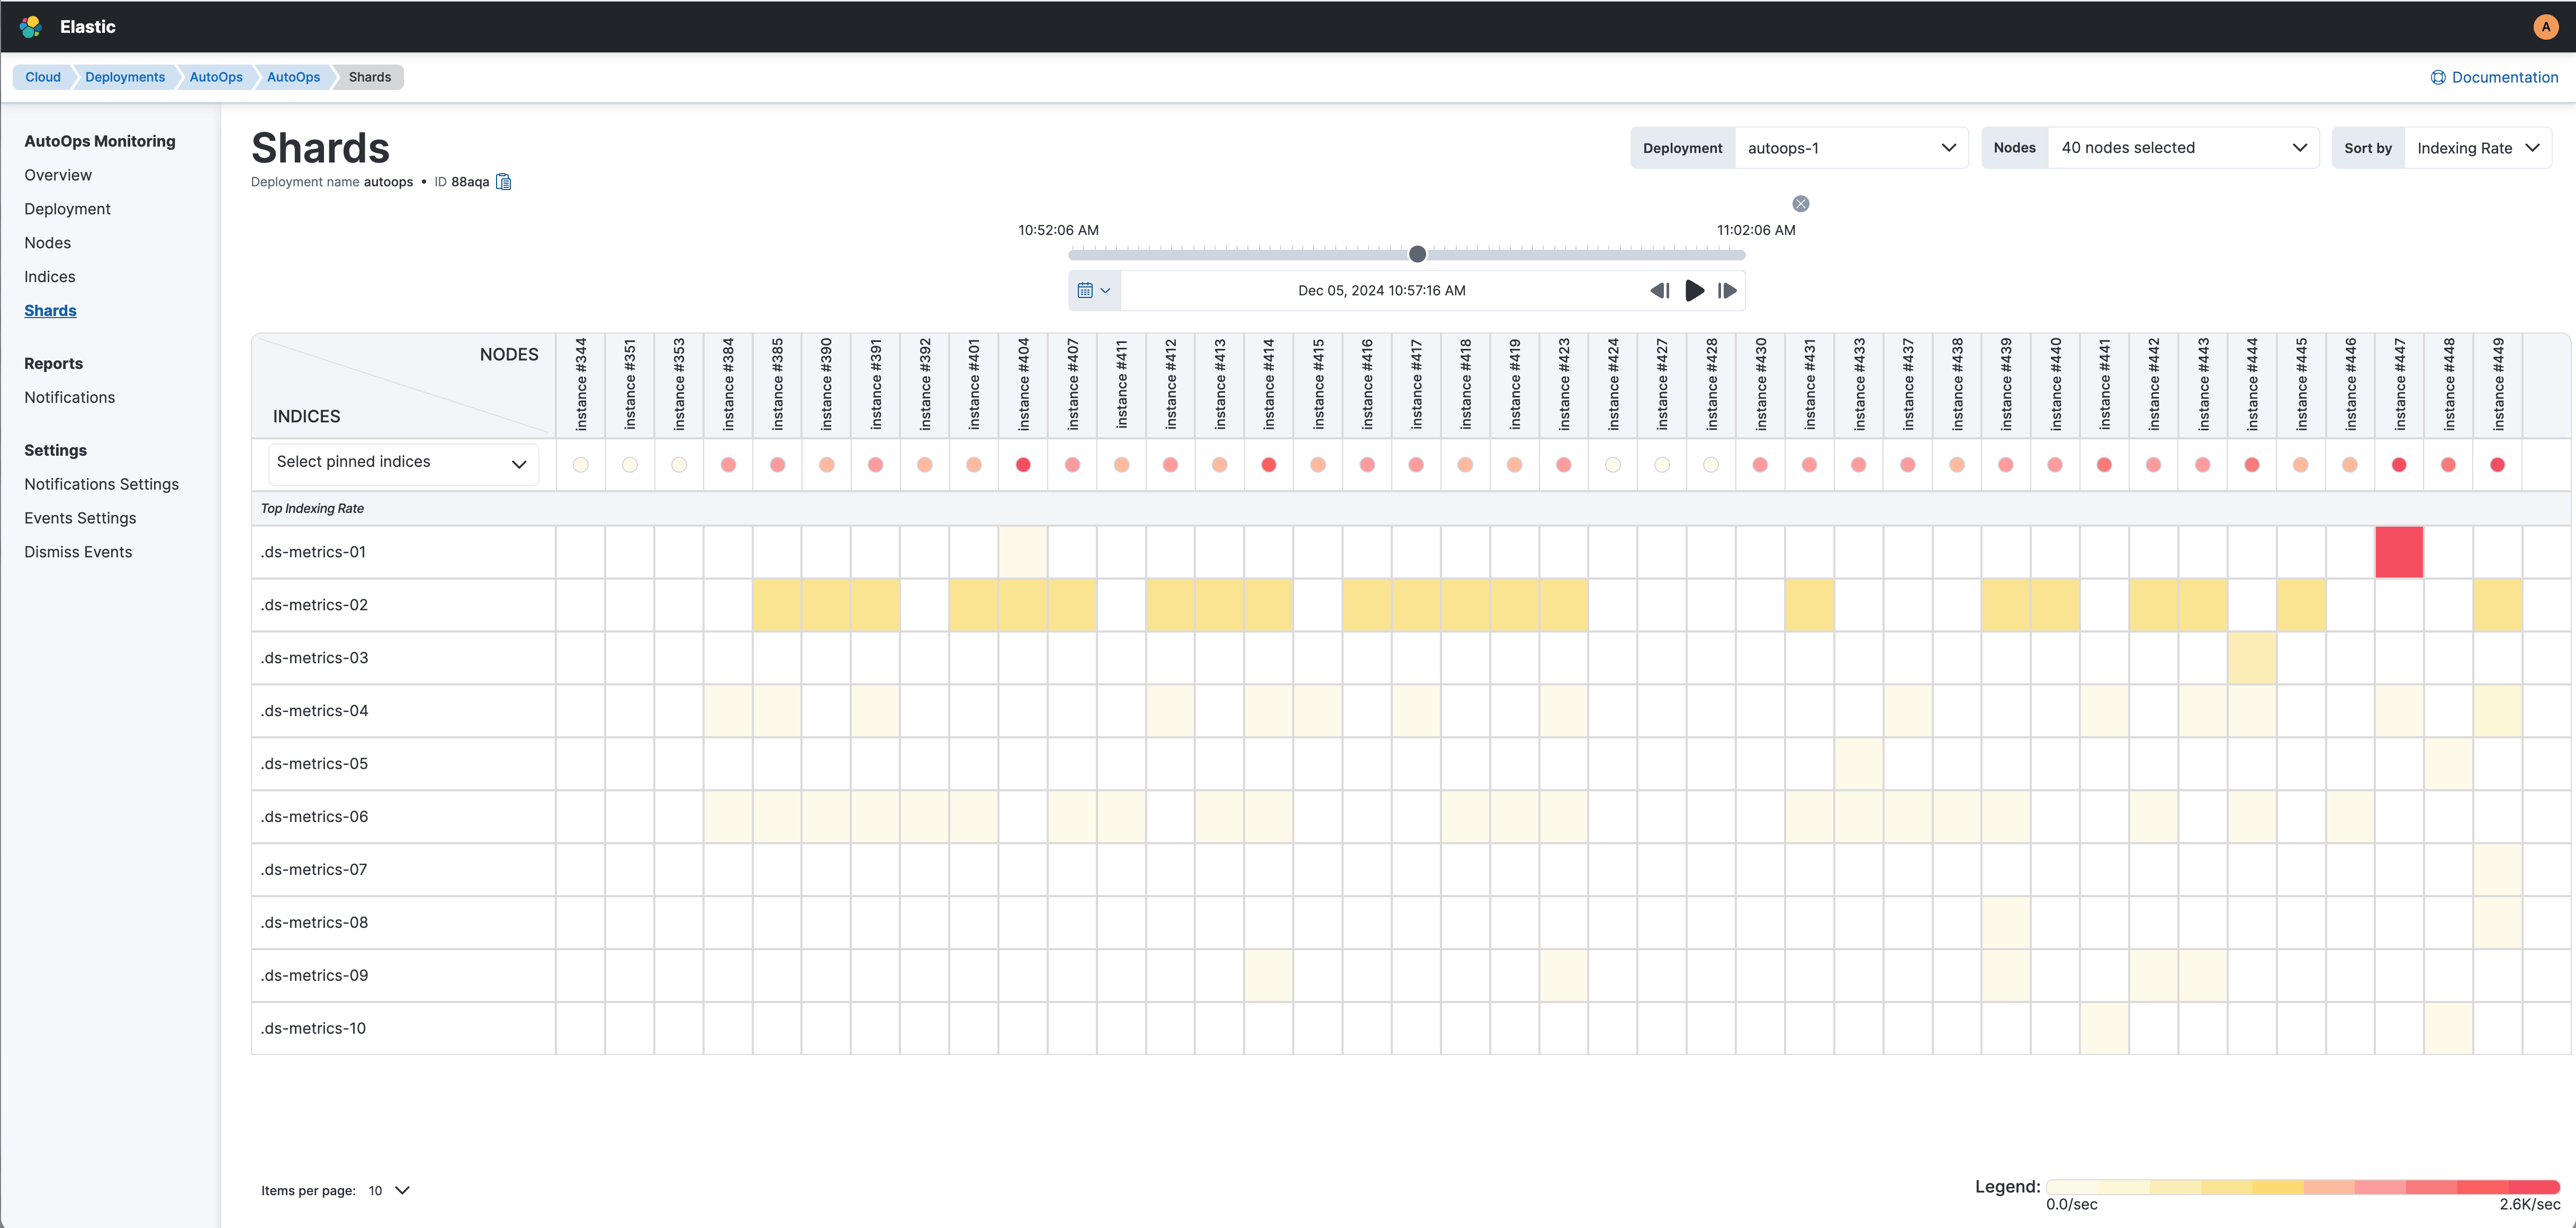 Elastic
A
Cloud
Deployments
AutoOps
AutoOps
Shards
Documentation
AutoOps Monitoring
Overview
Deployment
Nodes
Indices
Shards
Reports
Notifications
Settings
Notifications Settings
Events Settings
Dismiss Events
Shards
Deployment name autoops • ID 88aqa
Deployment autoops-1
Nodes 40 nodes selected
Sort by Indexing Rate
10:52:06 AM
11:02:06 AM
Dec 05, 2024 10:57:16 AM
NODES
INDICES
instance #344
instance #351
instance #353
instance #384
instance #385
instance #390
instance #391
instance #392
instance #401
instance #404
instance #407
instance #411
instance #412
instance #413
instance #414
instance #415
instance #416
instance #417
instance #418
instance #419
instance #423
instance #424
instance #427
instance #428
instance #430
instance #431
instance #433
instance #437
instance #438
instance #439
instance #440
instance #441
instance #442
instance #443
instance #444
instance #445
instance #446
instance #447
instance #448
instance #449
Select pinned indices
Top Indexing Rate
.ds-metrics-01
.ds-metrics-02
.ds-metrics-03
.ds-metrics-04
.ds-metrics-05
.ds-metrics-06
.ds-metrics-07
.ds-metrics-08
.ds-metrics-09
.ds-metrics-10
Items per page: 10
Legend:
0.0/sec
2.6K/sec